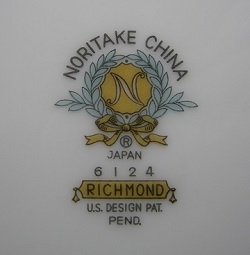 NORITAKE CHINA
N
®
JAPAN
6124
RICHMOND
U.S. DESIGN PAT.
PEND.